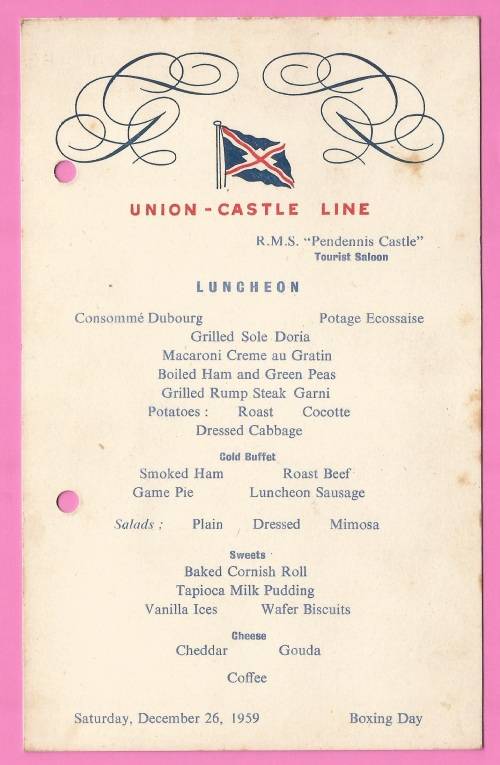 UNION-CASTLE LINE
R.M.S. "Pendennis Castle"
Tourist Saloon
LUNCHEON
Consommé Dubourg Potage Ecossaise
Grilled Sole Doria
Macaroni Creme au Gratin
Boiled Ham and Green Peas
Grilled Rump Steak Garni
Potatoes : Roast Cocotte
Dressed Cabbage
Cold Buffet
Smoked Ham Roast Beef
Game Pie Luncheon Sausage
Salads : Plain Dressed Mimosa
Sweets
Baked Cornish Roll
Tapioca Milk Pudding
Vanilla Ices Wafer Biscuits
Cheese
Cheddar Gouda
Coffee
Saturday, December 26, 1959 Boxing Day